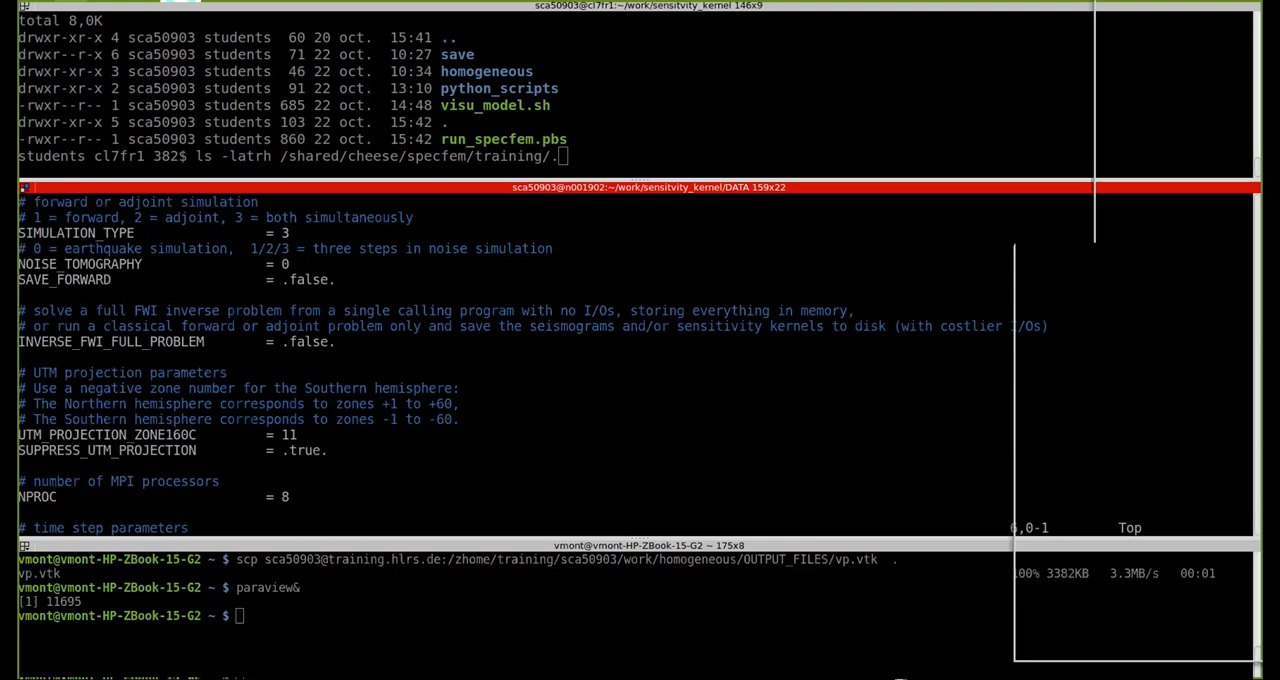 sca50903@cl7fr1:~/work/sensitvity_kernel 146x9
total 8,0K
drwxr-xr-x 4 sca50903 students  60 20 oct.  15:41 ..
drwxr--r-x 6 sca50903 students  71 22 oct.  10:27 save
drwxr-xr-x 3 sca50903 students  46 22 oct.  10:34 homogeneous
drwxr-xr-x 2 sca50903 students  91 22 oct.  13:10 python_scripts
-rwxr--r-- 1 sca50903 students 685 22 oct.  14:48 visu_model.sh
drwxr-xr-x 5 sca50903 students 103 22 oct.  15:42 .
-rwxr--r-- 1 sca50903 students 860 22 oct.  15:42 run_specfem.pbs
students cl7fr1 382$ ls -latrh /shared/cheese/specfem/training/.
sca50903@n001902:~/work/sensitvity_kernel/DATA 159x22
# forward or adjoint simulation
# 1 = forward, 2 = adjoint, 3 = both simultaneously
SIMULATION_TYPE                 = 3
# 0 = earthquake simulation,  1/2/3 = three steps in noise simulation
NOISE_TOMOGRAPHY                = 0
SAVE_FORWARD                    = .false.
# solve a full FWI inverse problem from a single calling program with no I/Os, storing everything in memory,
# or run a classical forward or adjoint problem only and save the seismograms and/or sensitivity kernels to disk (with costlier I/Os)
INVERSE_FWI_FULL_PROBLEM        = .false.
# UTM projection parameters
# Use a negative zone number for the Southern hemisphere:
# The Northern hemisphere corresponds to zones +1 to +60,
# The Southern hemisphere corresponds to zones -1 to -60.
UTM_PROJECTION_ZONE160C         = 11
SUPPRESS_UTM_PROJECTION         = .true.
# number of MPI processors
NPROC                           = 8
# time step parameters
6,0-1         Top
vmont@vmont-HP-ZBook-15-G2 ~ 175x8
vmont@vmont-HP-ZBook-15-G2 ~ $ scp sca50903@training.hlrs.de:/zhome/training/sca50903/work/homogeneous/OUTPUT_FILES/vp.vtk  .
vp.vtk 100% 3382KB   3.3MB/s   00:01
vmont@vmont-HP-ZBook-15-G2 ~ $ paraview&
[1] 11695
vmont@vmont-HP-ZBook-15-G2 ~ $